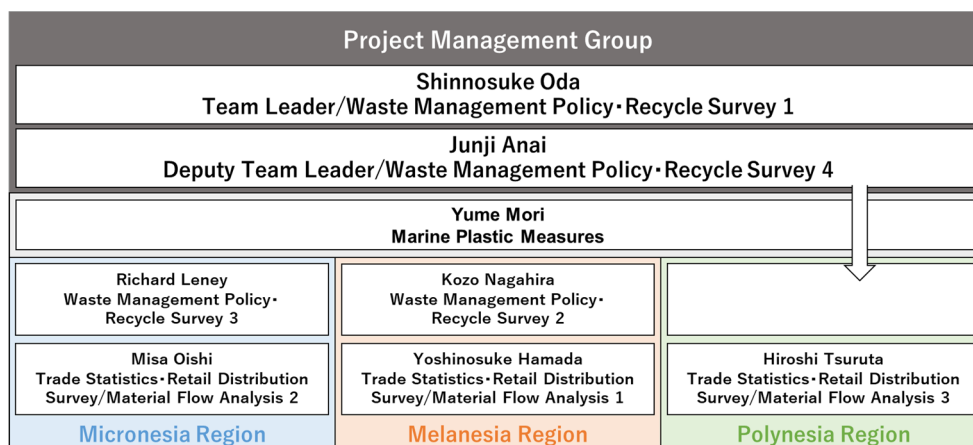 Project Management Group
Shinnosuke Oda
Team Leader/Waste Management Policy・Recycle Survey 1
Junji Anai
Deputy Team Leader/Waste Management Policy・Recycle Survey 4
Yume Mori
Marine Plastic Measures
Richard Leney
Waste Management Policy・
Recycle Survey 3
Kozo Nagahira
Waste Management Policy・
Recycle Survey 2
Misa Oishi
Trade Statistics・Retail Distribution
Survey/Material Flow Analysis 2
Yoshinosuke Hamada
Trade Statistics・Retail Distribution
Survey/Material Flow Analysis 1
Hiroshi Tsuruta
Trade Statistics・Retail Distribution
Survey/Material Flow Analysis 3
Micronesia Region
Melanesia Region
Polynesia Region